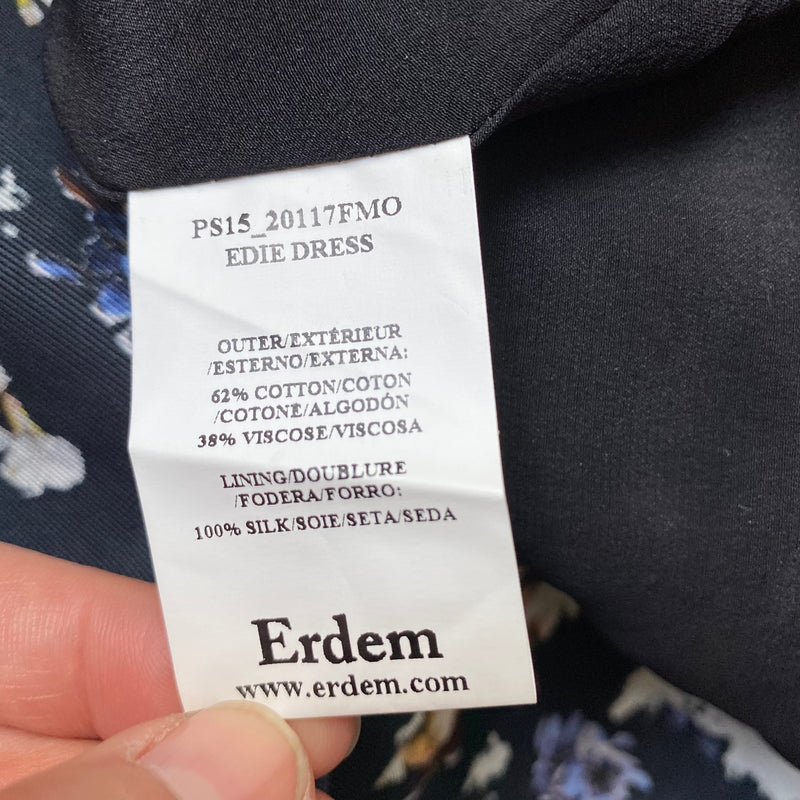 PS15_20117FMO
EDIE DRESS
OUTER/EXTÉRIEUR
/ESTERNO/EXTERNA:
62% COTTON/COTON
/COTONE/ALGODÓN
38% VISCOSE/VISCOSA
LINING/DOUBLURE
/FODERA/FORRO:
100% SILK/SOIE/SETA/SEDA
Erdem
www.erdem.com